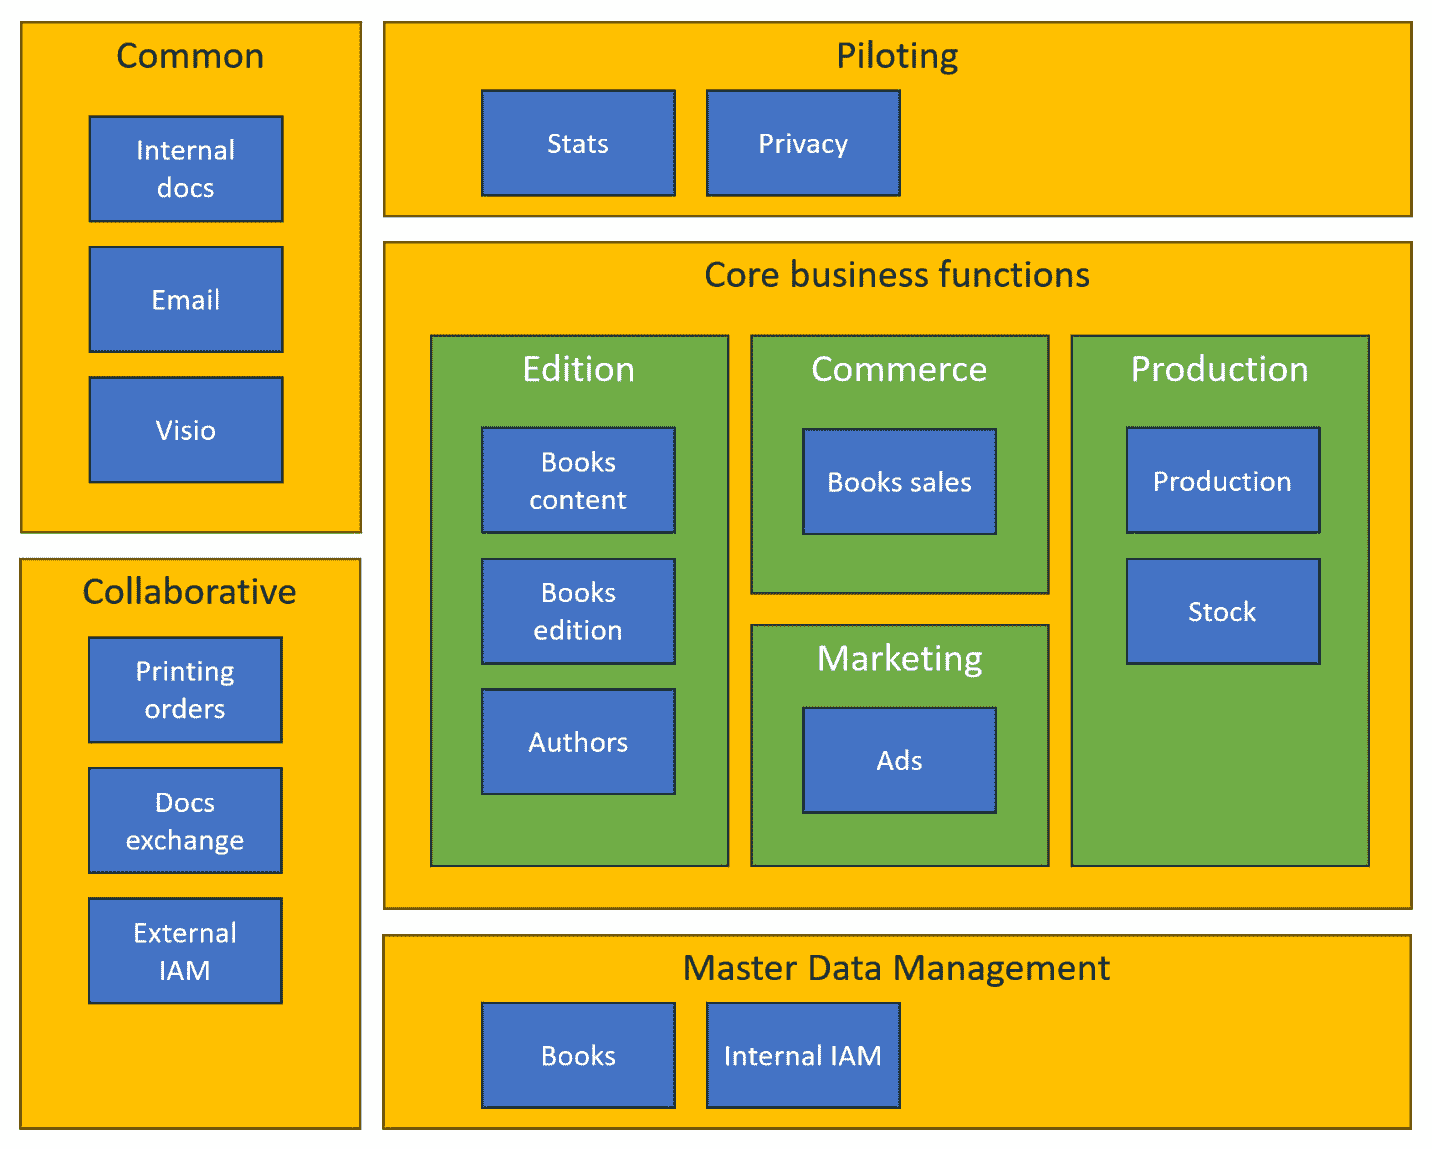 Common
Internal
docs
Email
Visio
Collaborative
Printing
orders
Docs
exchange
External
IAM
Piloting
Stats
Privacy
Core business functions
Edition
Books
content
Books
edition
Authors
Commerce
Books sales
Marketing
Ads
Production
Production
Stock
Master Data Management
Books
Internal IAM